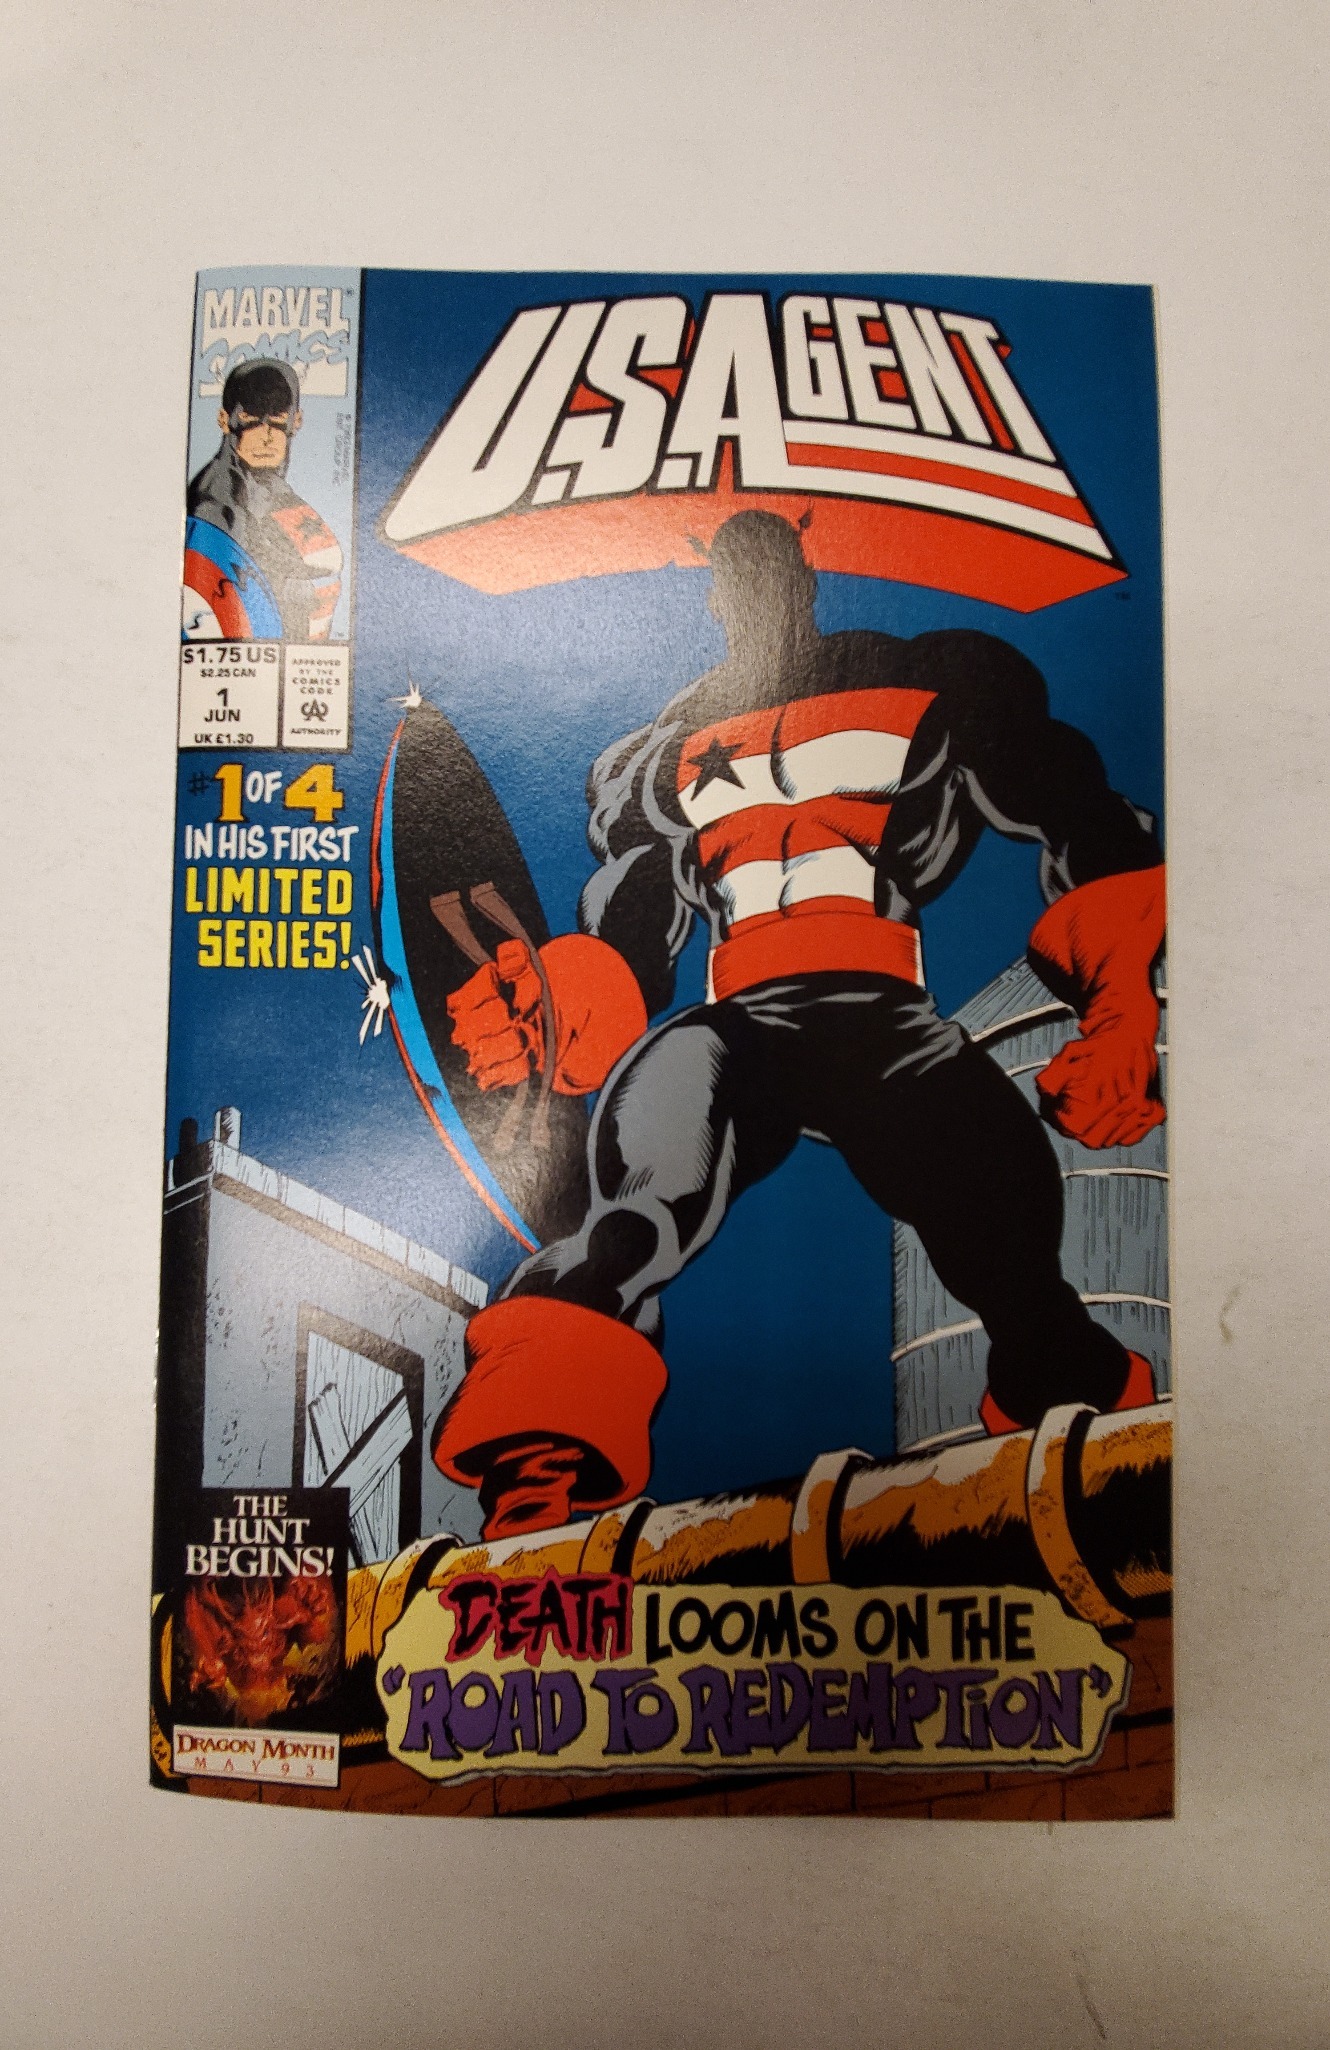 MARVEL
COMICS
U.S.AGENT
$1.75 US
$2.25 CAN
1
JUN
UK £1.30
APPROVED
BY THE
COMICS
CODE
CA
AUTHORITY
#1 OF 4
IN HIS FIRST
LIMITED
SERIES!
THE
HUNT
BEGINS!
DRAGON MONTH
MAY 93
DEATH LOOMS ON THE
"ROAD TO REDEMPTION"